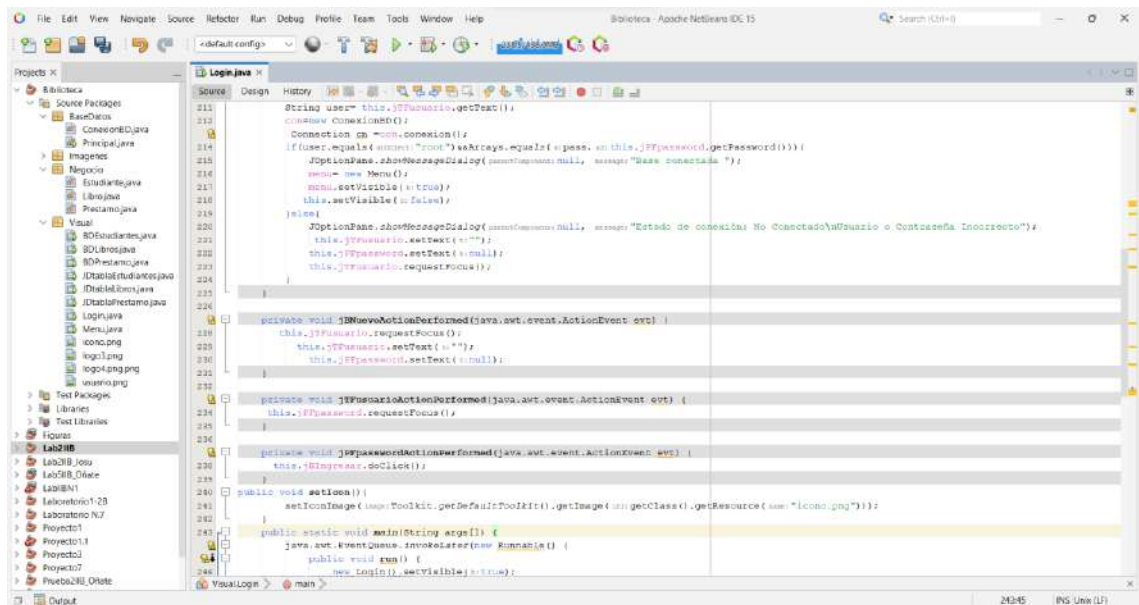 File Edit View Navigate Source Refactor Run Debug Profile Team Tools Window Help
Biblioteca - Apache NetBeans IDE 15
Search (Ctrl+I)
<default config>
Projects
Login.java
Source Design History
Biblioteca
Source Packages
BaseDatos
ConexionBD.java
Principal.java
Imagenes
Negocio
Estudiante.java
Libro.java
Prestamo.java
Visual
BDEstudiantes.java
BDLibros.java
BDPrestamo.java
JDtablaEstudiantes.java
JDtablaLibros.java
JDtablaPrestamo.java
Login.java
Menu.java
icono.png
logo3.png
logo4.png.png
usuario.png
Test Packages
Libraries
Test Libraries
Figuras
Lab2IIB
Lab2IIB_Josu
Lab5IIB_Oñate
LabIIBN1
Laboratorio1-2B
Laboratorio N.7
Proyecto1
Proyecto1.1
Proyecto3
Proyecto7
Prueba2IIB_Oñate
211 String user= this.jTFusuario.getText();
212 con=new ConexionBD();
Connection cn =con.conexion();
214 if(user.equals( "root")&&Arrays.equals( a: pass, a2: this.jPFpassword.getPassword())){
215 JOptionPane.showMessageDialog( parentComponent: null, message: "Base conectada ");
216 menu= new Menu();
217 menu.setVisible( b: true);
218 this.setVisible( b: false);
219 }else{
220 JOptionPane.showMessageDialog( parentComponent: null, message: "Estado de conexión: No Conectado\nUsuario o Contraseña Incorrecto");
221 this.jTFusuario.setText( t: "");
222 this.jPFpassword.setText( t: null);
223 this.jTFusuario.requestFocus();
224 }
225 }
226
private void jBNuevoActionPerformed(java.awt.event.ActionEvent evt) {
228 this.jTFusuario.requestFocus();
229 this.jTFusuario.setText( t: "");
230 this.jPFpassword.setText( t: null);
231 }
232
private void jTFusuarioActionPerformed(java.awt.event.ActionEvent evt) {
234 this.jPFpassword.requestFocus();
235 }
236
private void jPFpasswordActionPerformed(java.awt.event.ActionEvent evt) {
238 this.jBIngresar.doClick();
239 }
240 public void setIcon(){
241 setIconImage( image: Toolkit.getDefaultToolkit().getImage( url: getClass().getResource( name: "icono.png")));
242 }
243 public static void main(String args[]) {
java.awt.EventQueue.invokeLater(new Runnable() {
public void run() {
246 new Login().setVisible( b: true);
Visual.Login main
Output
243:45 INS Unix (LF)